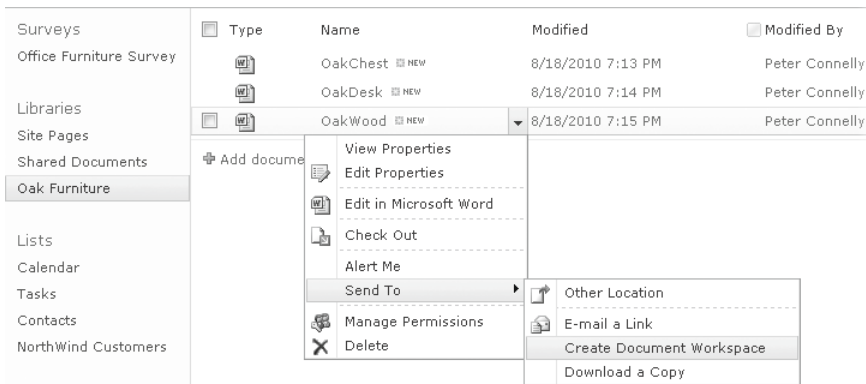 Surveys
Office Furniture Survey
Libraries
Site Pages
Shared Documents
Oak Furniture
Lists
Calendar
Tasks
Contacts
NorthWind Customers
Type Name Modified Modified By
OakChest NEW 8/18/2010 7:13 PM Peter Connelly
OakDesk NEW 8/18/2010 7:14 PM Peter Connelly
OakWood NEW 8/18/2010 7:15 PM Peter Connelly
Add docume
View Properties
Edit Properties
Edit in Microsoft Word
Check Out
Alert Me
Send To
Manage Permissions
Delete
Other Location
E-mail a Link
Create Document Workspace
Download a Copy